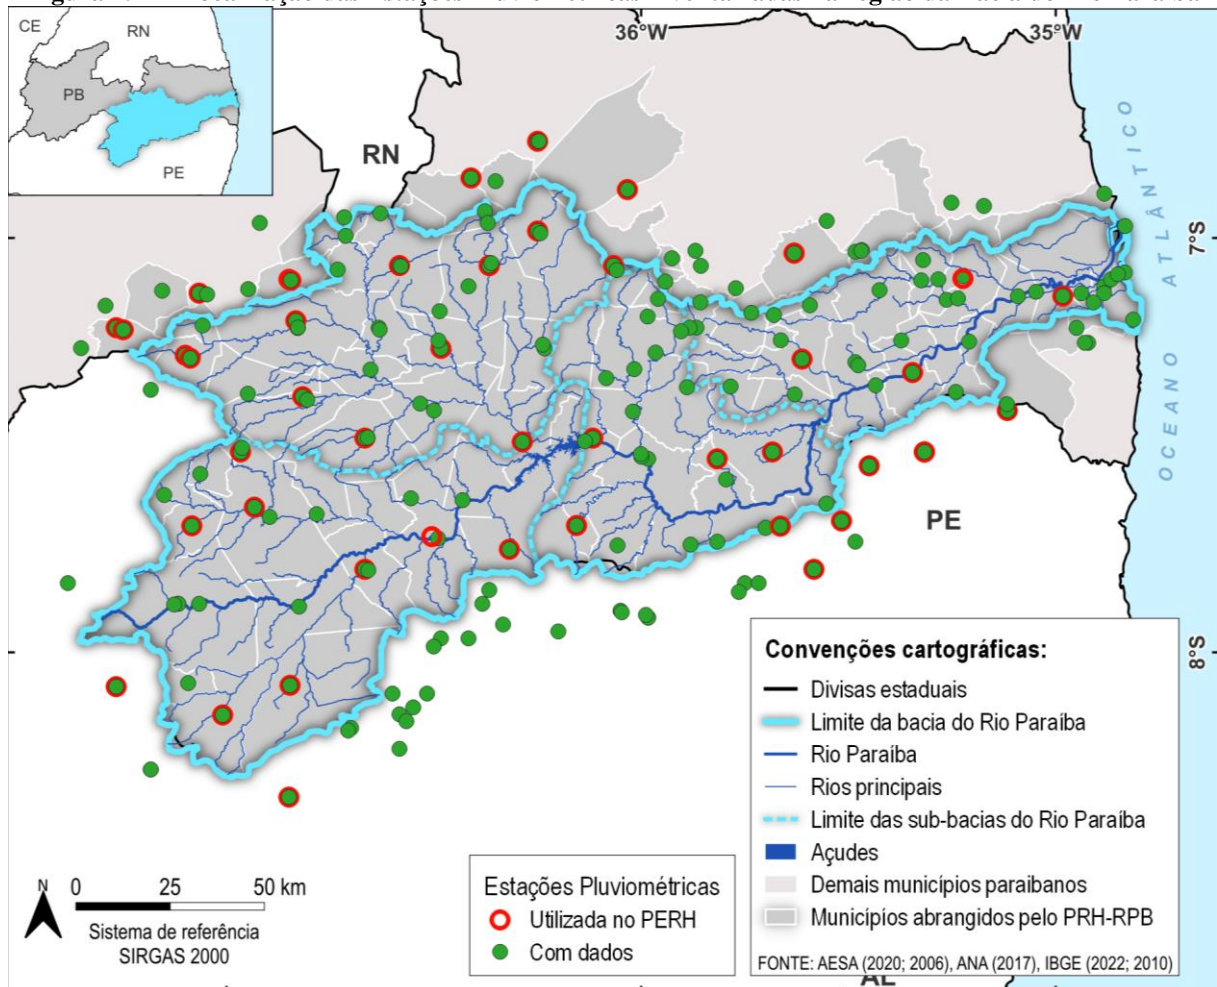 36°W
35°W
CE
RN
PB
PE
RN
OCEANO ATLÂNTICO
7°S
PE
8°S
Convenções cartográficas:
Divisas estaduais
Limite da bacia do Rio Paraíba
Rio Paraíba
Rios principais
Limite das sub-bacias do Rio Paraíba
Açudes
Demais municípios paraibanos
Municípios abrangidos pelo PRH-RPB
FONTE: AESA (2020; 2006), ANA (2017), IBGE (2022; 2010)
Estações Pluviométricas
Utilizada no PERH
Com dados
N
0 25 50 km
Sistema de referência
SIRGAS 2000
AL